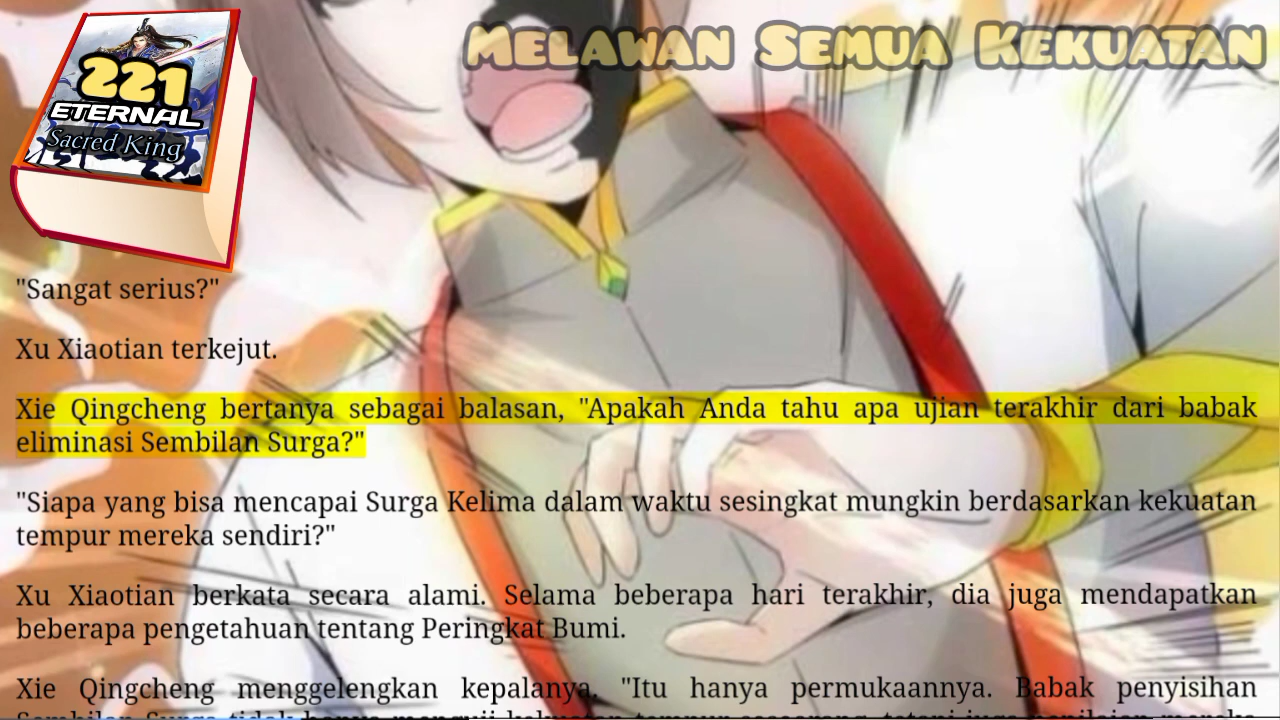 MELAWAN SEMUA KEKUATAN
221
ETERNAL
Sacred King
"Sangat serius?"
Xu Xiaotian terkejut.
Xie Qingcheng bertanya sebagai balasan, "Apakah Anda tahu apa ujian terakhir dari babak
eliminasi Sembilan Surga?"
"Siapa yang bisa mencapai Surga Kelima dalam waktu sesingkat mungkin berdasarkan kekuatan
tempur mereka sendiri?"
Xu Xiaotian berkata secara alami. Selama beberapa hari terakhir, dia juga mendapatkan
beberapa pengetahuan tentang Peringkat Bumi.
Xie Qingcheng menggelengkan kepalanya. "Itu hanya permukaannya. Babak penyisihan